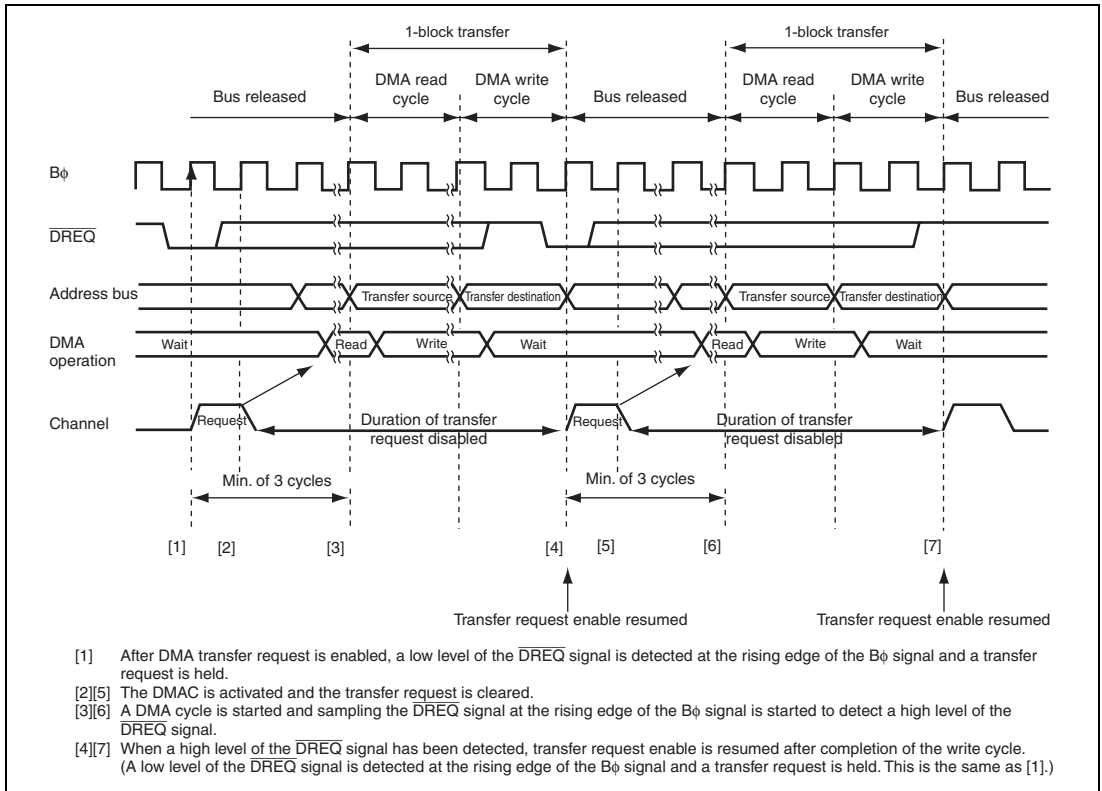 1-block transfer 1-block transfer
DMA read cycle DMA write cycle DMA read cycle DMA write cycle
Bus released Bus released Bus released
Bφ
DREQ
Address bus Transfer source Transfer destination Transfer source Transfer destination
DMA operation Wait Read Write Wait Read Write Wait
Channel Request Duration of transfer request disabled Request Duration of transfer request disabled
Min. of 3 cycles Min. of 3 cycles
[1] [2] [3] [4] [5] [6] [7]
Transfer request enable resumed Transfer request enable resumed
[1] After DMA transfer request is enabled, a low level of the DREQ signal is detected at the rising edge of the Bφ signal and a transfer
request is held.
[2][5] The DMAC is activated and the transfer request is cleared.
[3][6] A DMA cycle is started and sampling the DREQ signal at the rising edge of the Bφ signal is started to detect a high level of the
DREQ signal.
[4][7] When a high level of the DREQ signal has been detected, transfer request enable is resumed after completion of the write cycle.
(A low level of the DREQ signal is detected at the rising edge of the Bφ signal and a transfer request is held. This is the same as [1].)